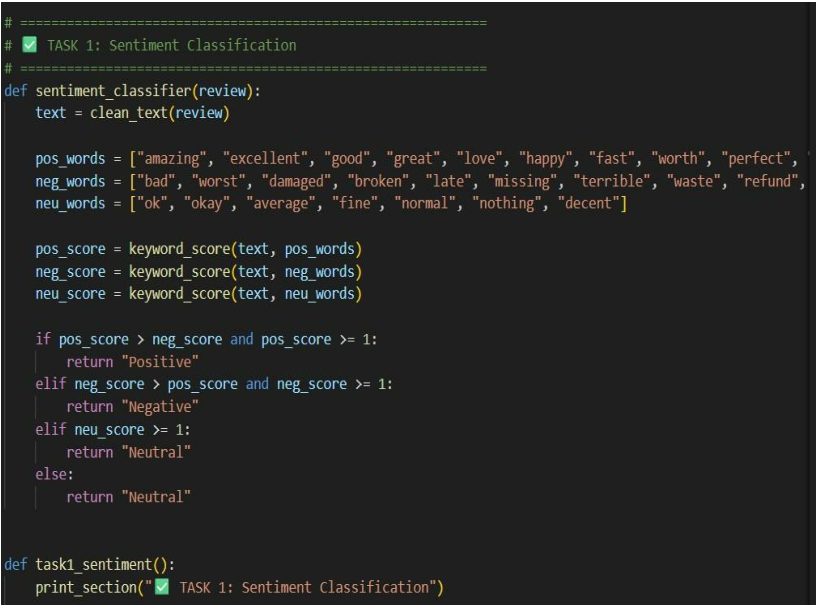 # ============================================================
# ✅ TASK 1: Sentiment Classification
# ============================================================
def sentiment_classifier(review):
    text = clean_text(review)

    pos_words = ["amazing", "excellent", "good", "great", "love", "happy", "fast", "worth", "perfect",
    neg_words = ["bad", "worst", "damaged", "broken", "late", "missing", "terrible", "waste", "refund",
    neu_words = ["ok", "okay", "average", "fine", "normal", "nothing", "decent"]

    pos_score = keyword_score(text, pos_words)
    neg_score = keyword_score(text, neg_words)
    neu_score = keyword_score(text, neu_words)

    if pos_score > neg_score and pos_score >= 1:
        return "Positive"
    elif neg_score > pos_score and neg_score >= 1:
        return "Negative"
    elif neu_score >= 1:
        return "Neutral"
    else:
        return "Neutral"


def task1_sentiment():
    print_section("✅ TASK 1: Sentiment Classification")